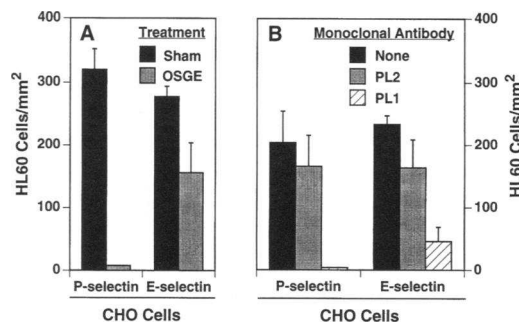 A
Treatment
Sham
OSGE
HL60 Cells/mm²
400
300
200
100
0
P-selectin E-selectin
CHO Cells
B
Monoclonal Antibody
None
PL2
PL1
400
300
200
100
0
HL60 Cells/mm²
P-selectin E-selectin
CHO Cells